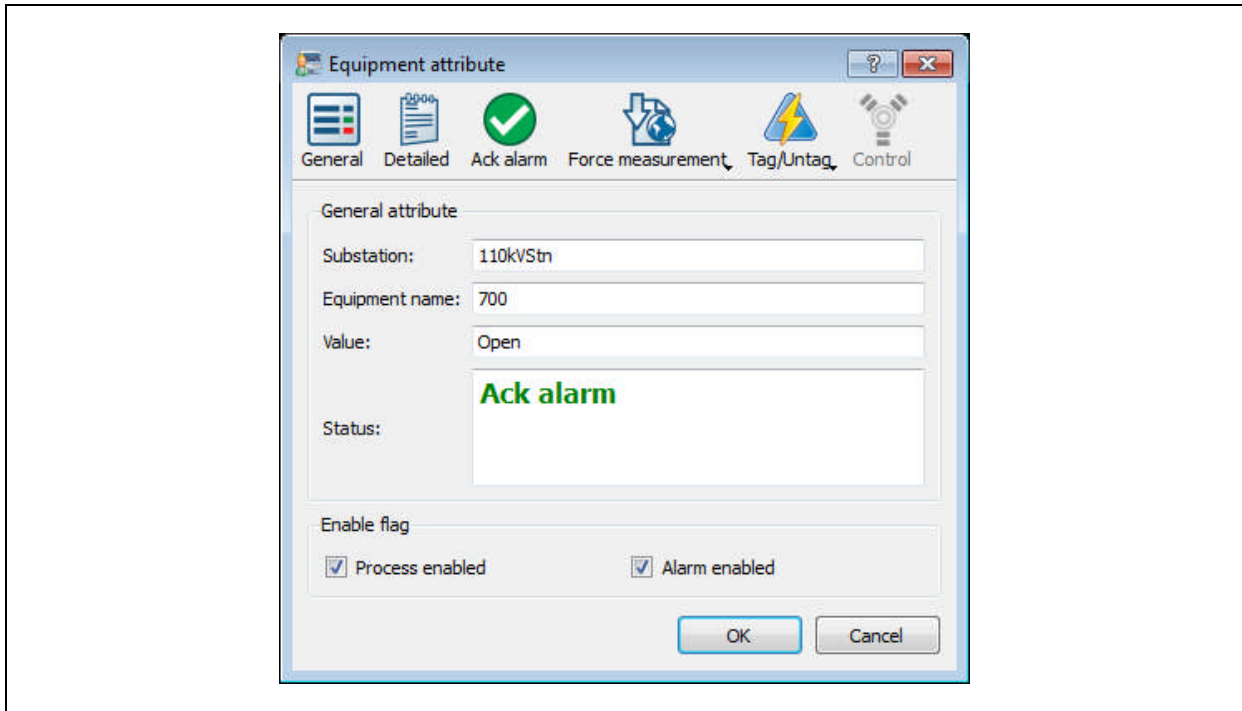 Equipment attribute
General Detailed Ack alarm Force measurement Tag/Untag Control
General attribute
Substation: 110kVStn
Equipment name: 700
Value: Open
Ack alarm
Status:
Enable flag
Process enabled Alarm enabled
OK Cancel